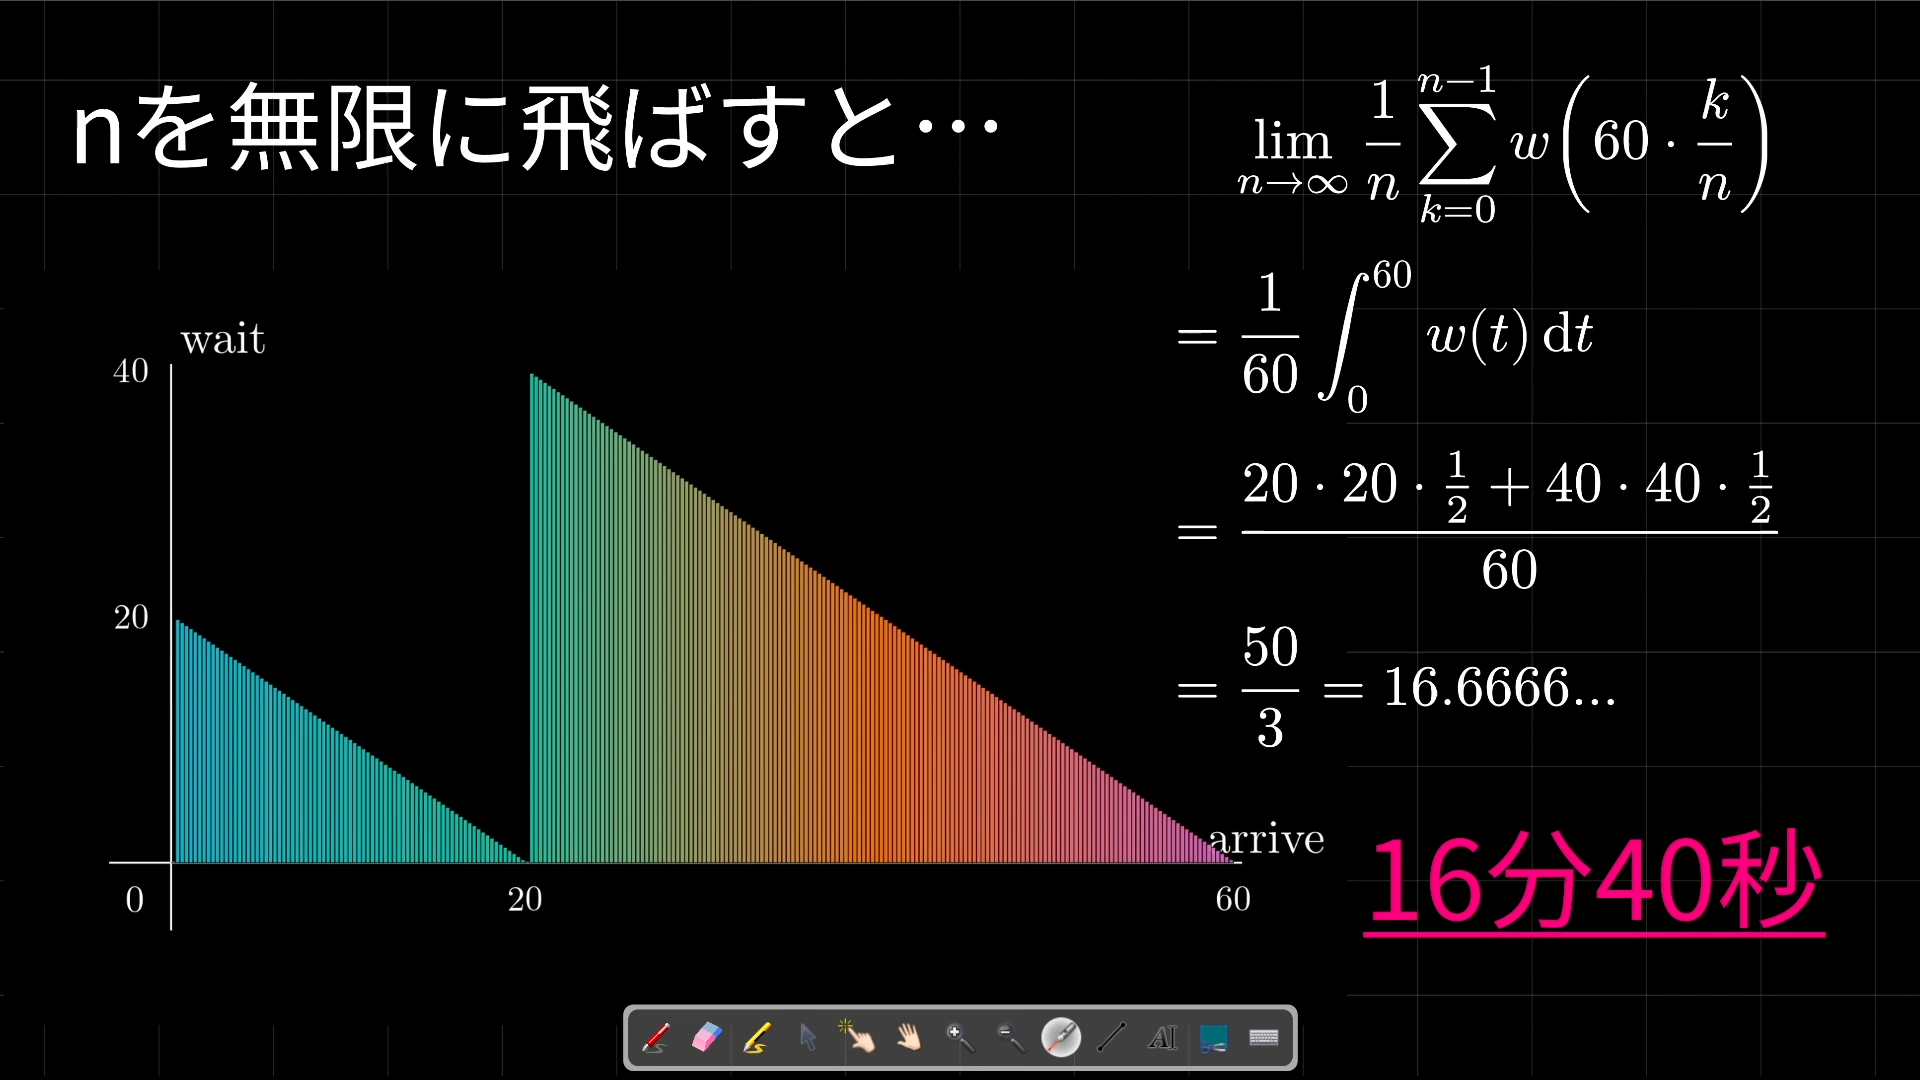 nを無限に飛ばすと…
lim n→∞ 1/n ∑ k=0 n−1 w(60 · k/n)
= 1/60 ∫ 0 60 w(t) dt
= (20 · 20 · 1/2 + 40 · 40 · 1/2) / 60
= 50/3 = 16.6666...
16分40秒
wait
40
20
arrive
0
20
60
AI